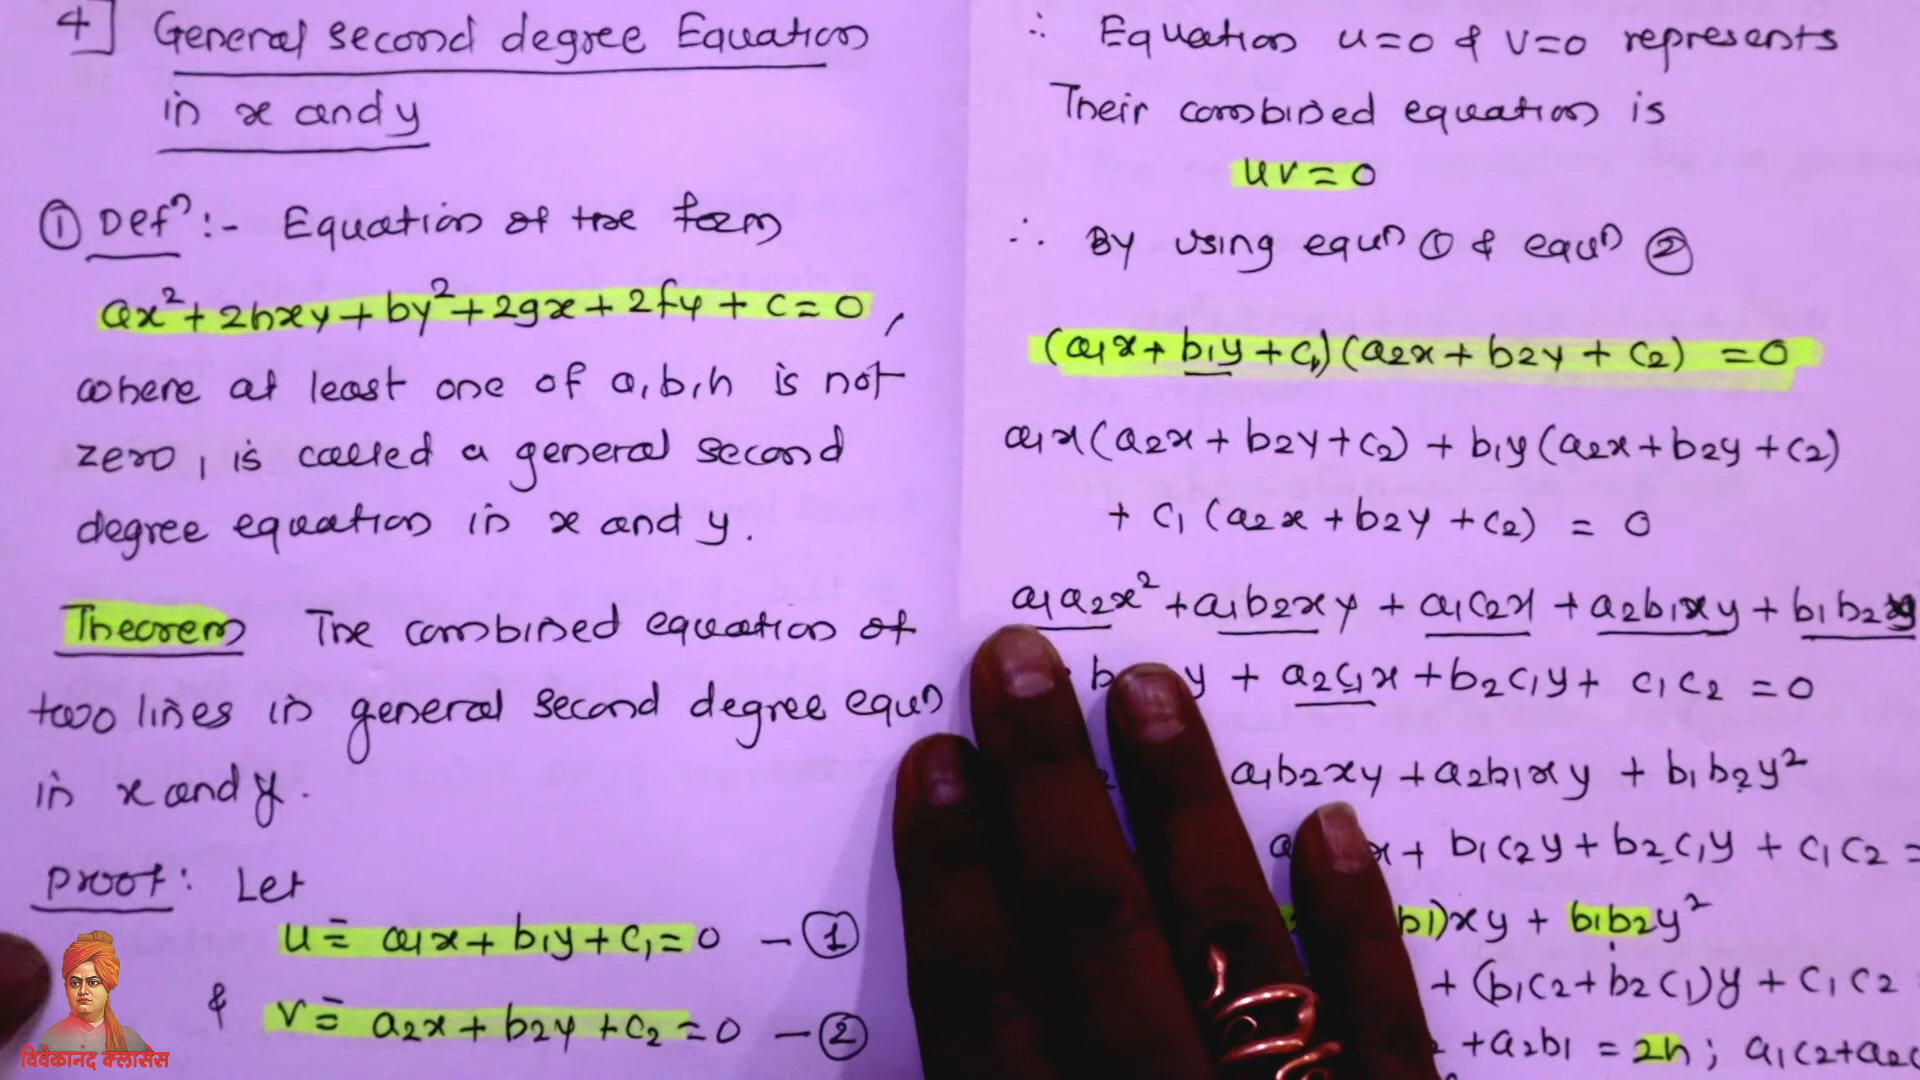 4] General second degree Equation
in x and y
① Defⁿ :- Equation of the form
ax²+2hxy+by²+2gx+2fy+c=0,
where at least one of a,b,h is not
zero, is called a general second
degree equation in x and y.
Theorem The combined equation of
two lines in general second degree equn
in x and y.
Proof: Let
u ≡ a1x+b1y+c1=0 - ①
& v ≡ a2x+b2y+c2=0 - ②
विवेकानंद क्लासेस
∴ Equation u=0 & v=0 represents
Their combined equation is
uv=0
∴ By using equⁿ ① & equⁿ ②
(a1x+b1y+c1)(a2x+b2y+c2) =0
a1x(a2x+b2y+c2)+b1y(a2x+b2y+c2)
+ c1(a2x+b2y+c2) = 0
a1a2x²+a1b2xy+a1c2x+a2b1xy+b1b2
y + a2c1x+b2c1y+ c1c2 =0
a1b2xy+a2b1xy + b1b2y²
x+ b1c2y+b2c1y + c1c2 =
b1)xy + b1b2y²
+(b1c2+b2c1)y+c1c2
+a2b1 = 2h; a1c2+a2c